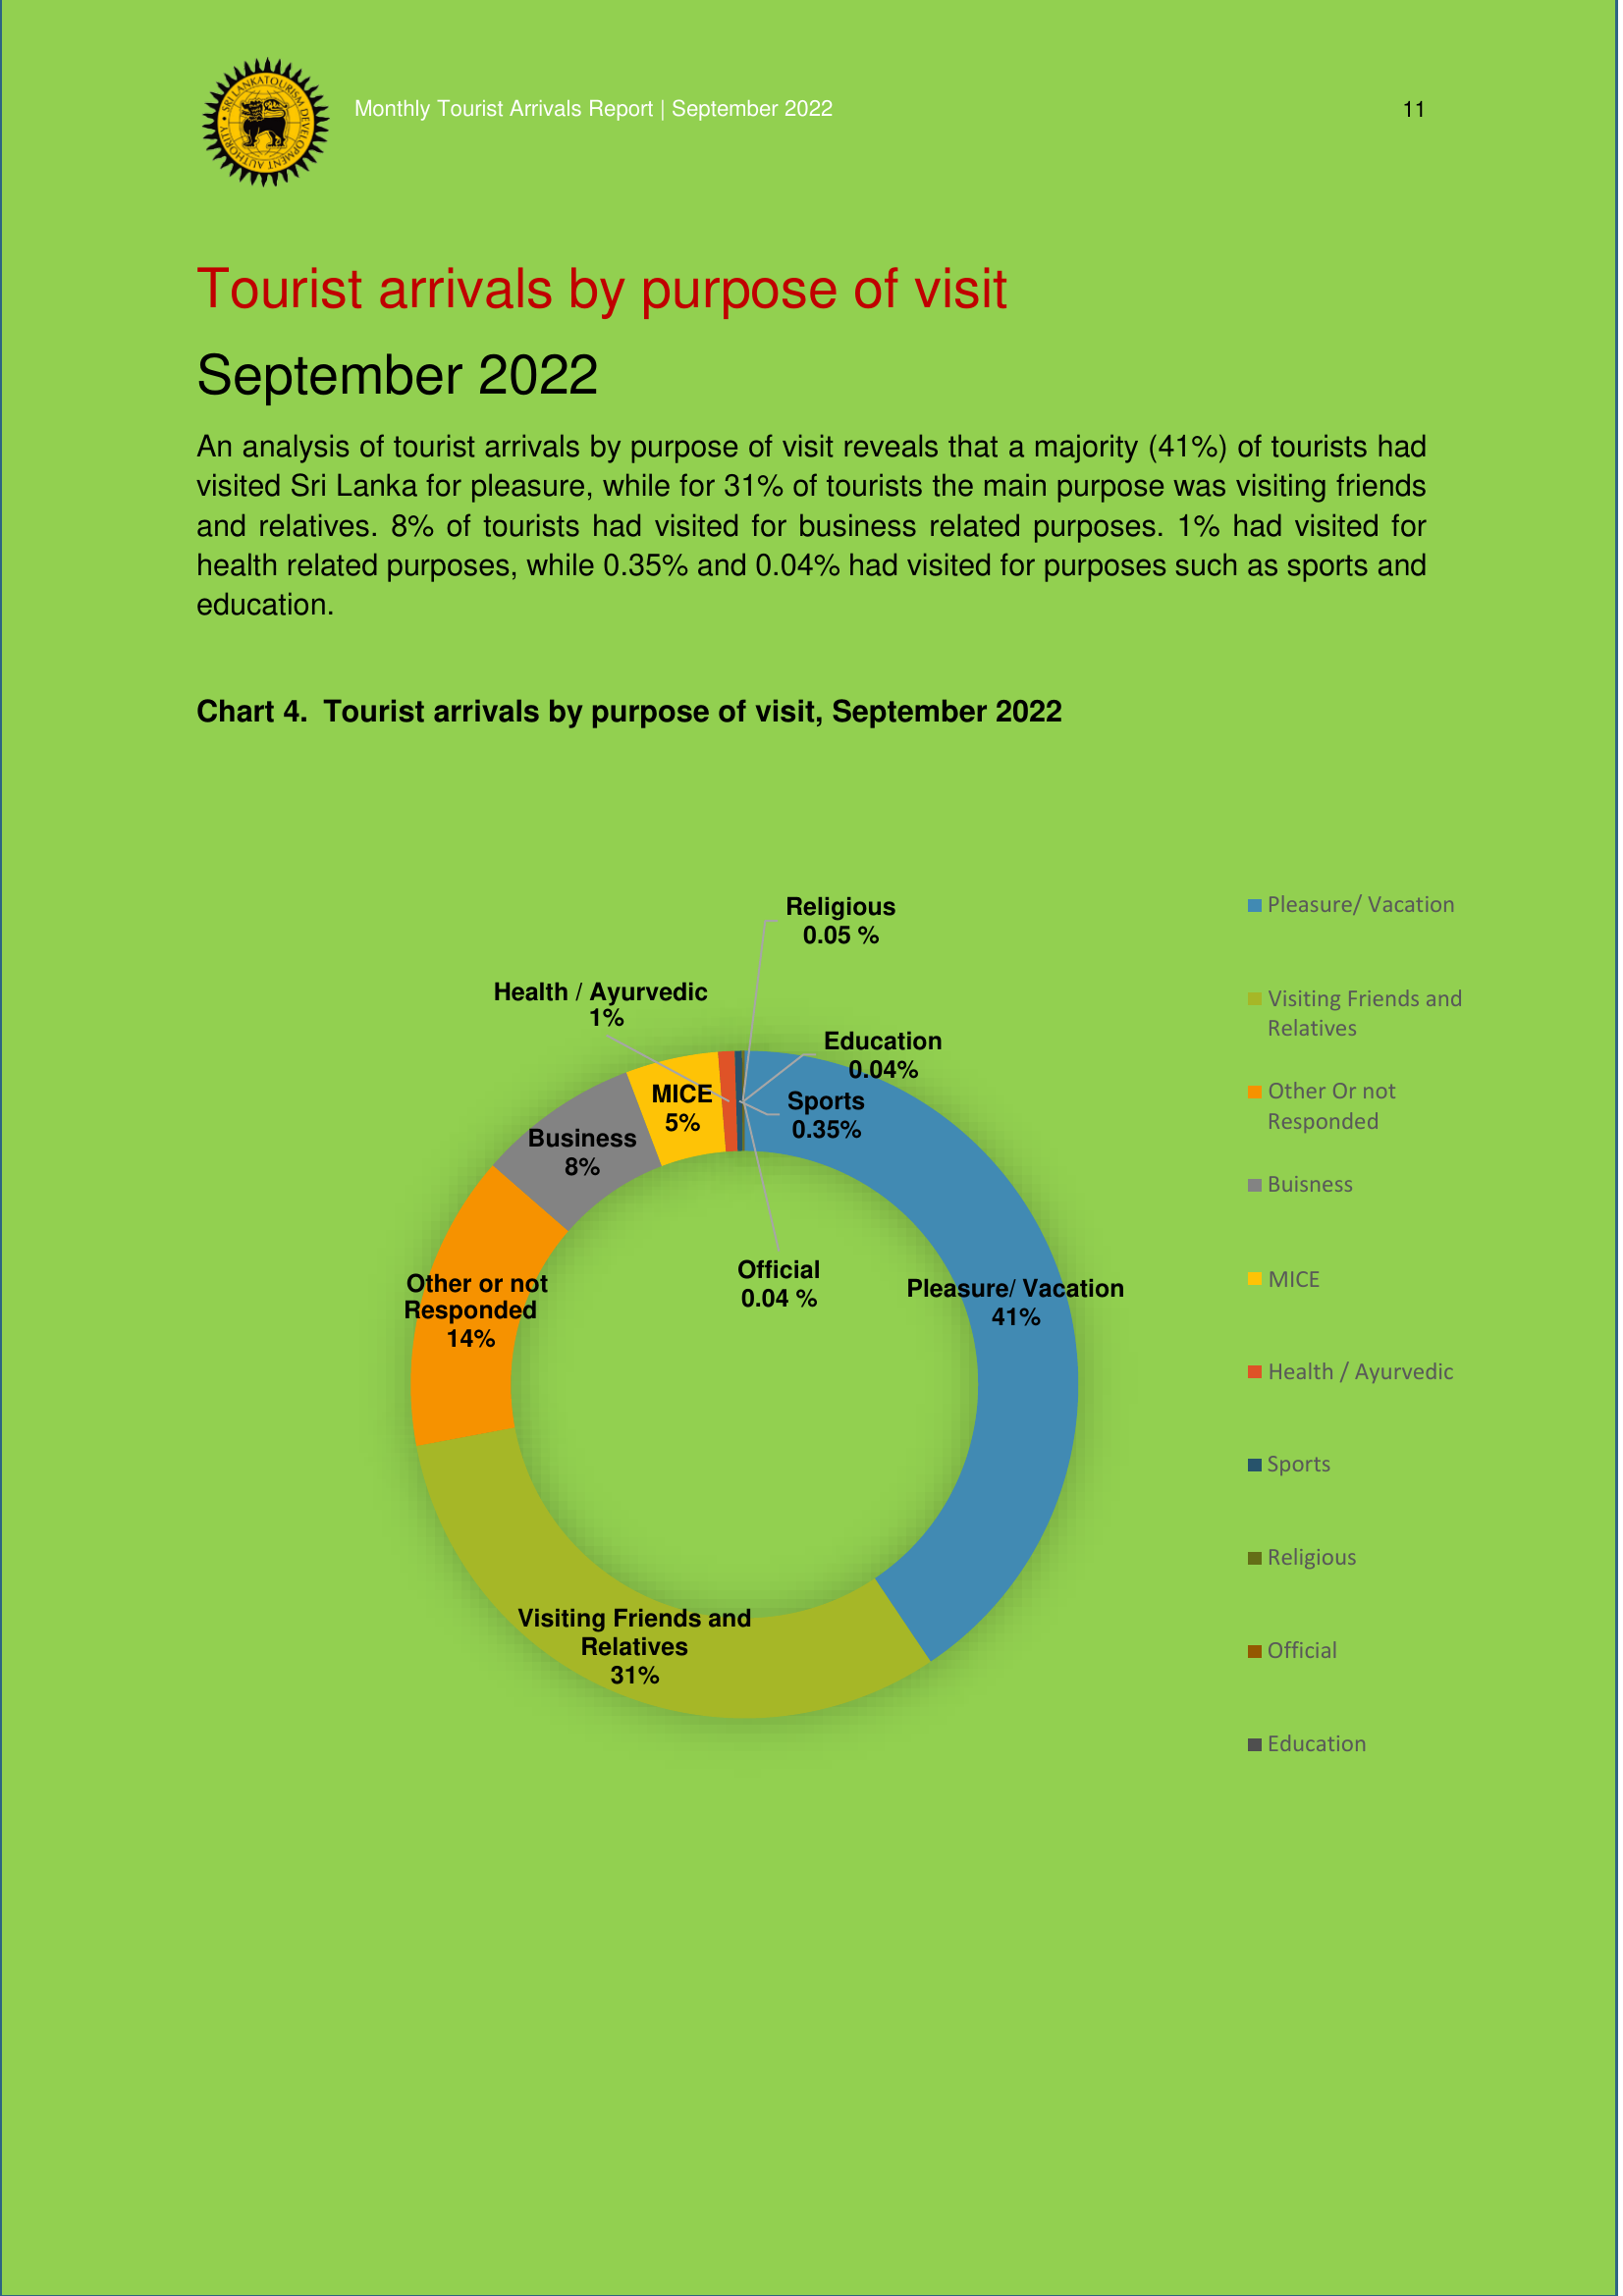 SRI LANKA TOURISM DEVELOPMENT AUTHORITY
Monthly Tourist Arrivals Report | September 2022
11
Tourist arrivals by purpose of visit
September 2022
An analysis of tourist arrivals by purpose of visit reveals that a majority (41%) of tourists had
visited Sri Lanka for pleasure, while for 31% of tourists the main purpose was visiting friends
and relatives. 8% of tourists had visited for business related purposes. 1% had visited for
health related purposes, while 0.35% and 0.04% had visited for purposes such as sports and
education.
Chart 4.  Tourist arrivals by purpose of visit, September 2022
Religious
0.05 %
Health / Ayurvedic
1%
Education
0.04%
MICE
5%
Sports
0.35%
Business
8%
Other or not
Responded
14%
Official
0.04 %
Pleasure/ Vacation
41%
Visiting Friends and
Relatives
31%
Pleasure/ Vacation
Visiting Friends and
Relatives
Other Or not
Responded
Buisness
MICE
Health / Ayurvedic
Sports
Religious
Official
Education